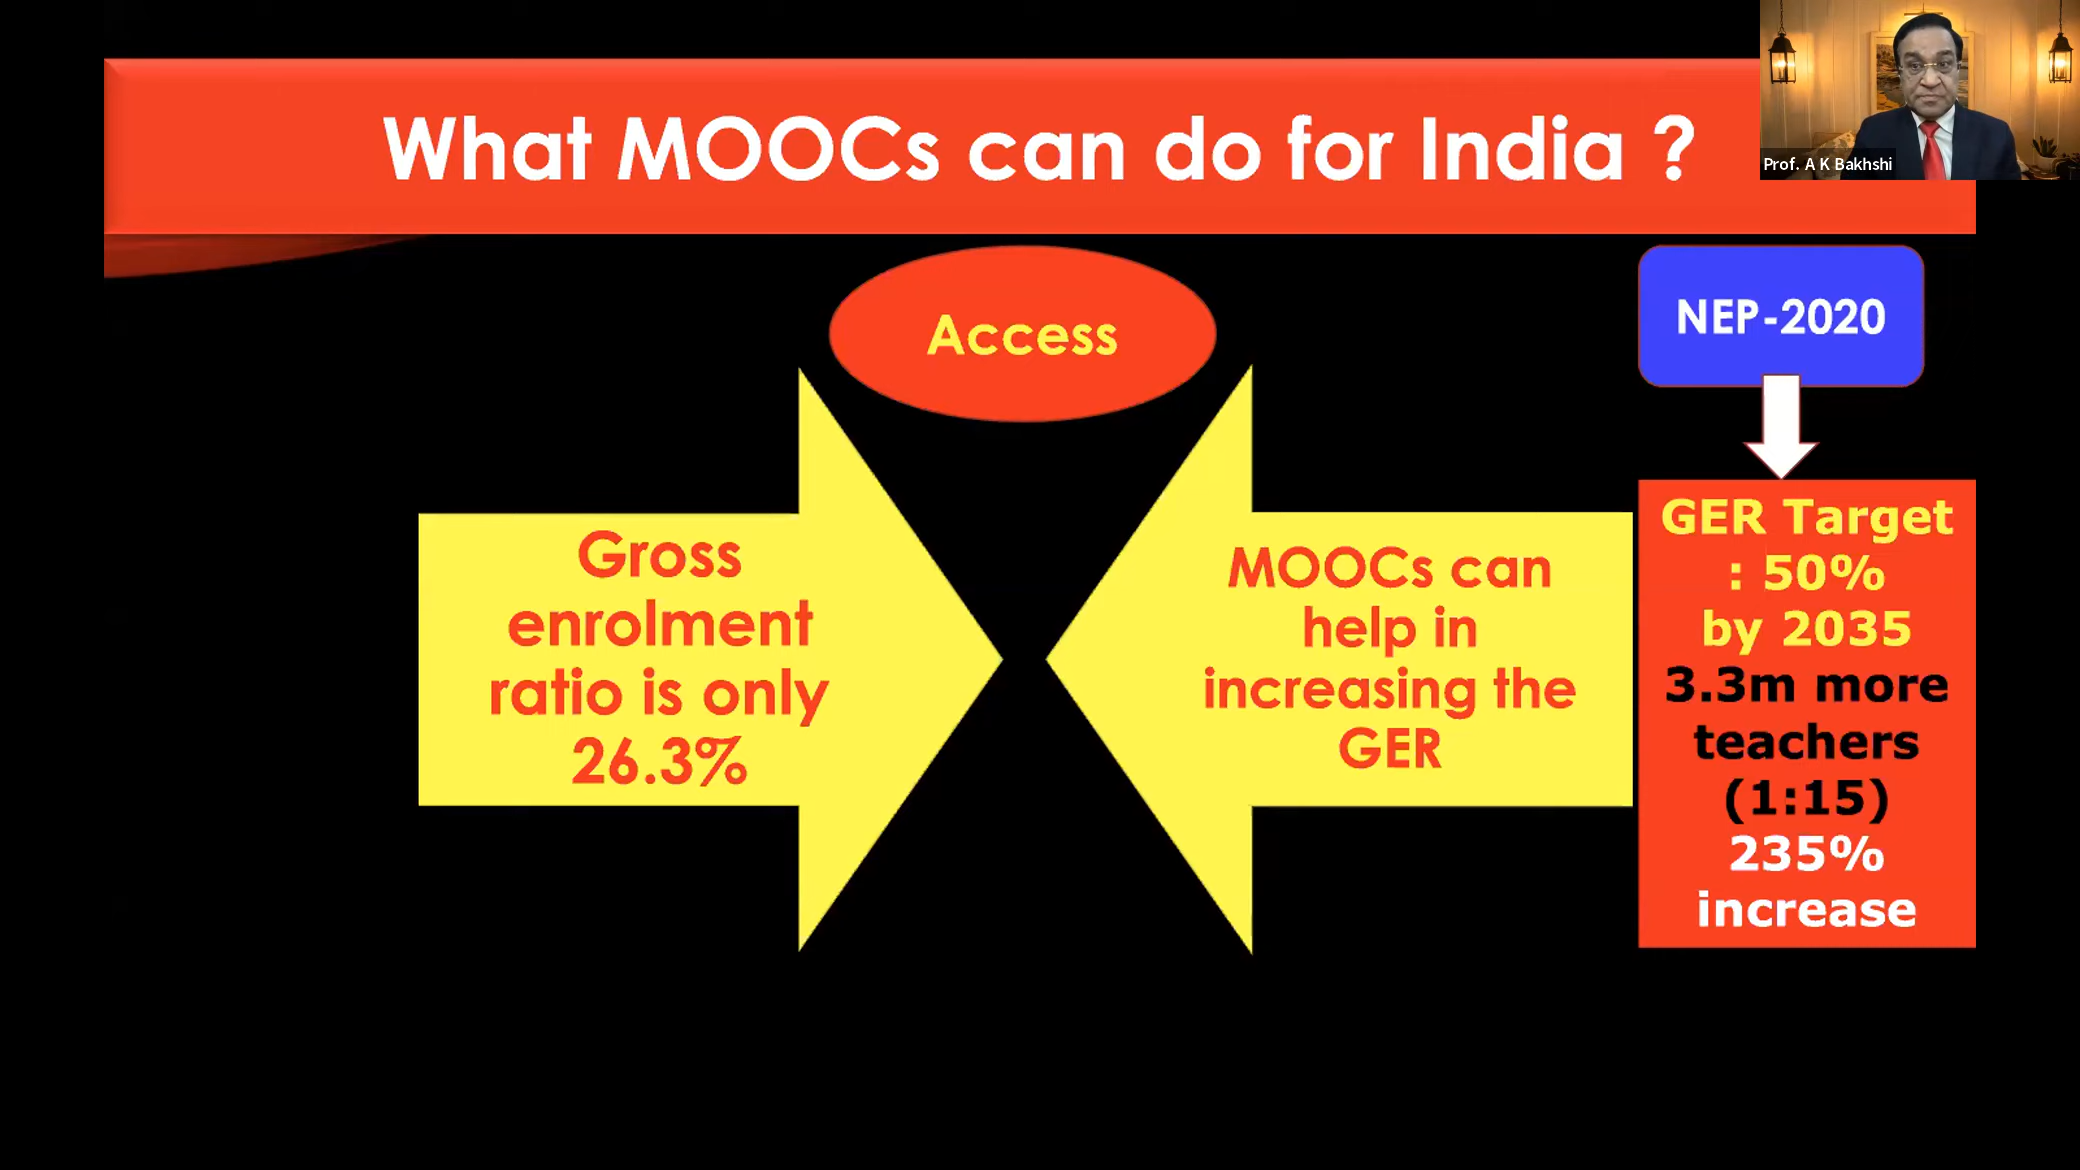 What MOOCs can do for India ?
Prof. A K Bakhshi
Access
NEP-2020
Gross
enrolment
ratio is only
26.3%
MOOCs can
help in
increasing the
GER
GER Target
: 50%
by 2035
3.3m more
teachers
(1:15)
235%
increase